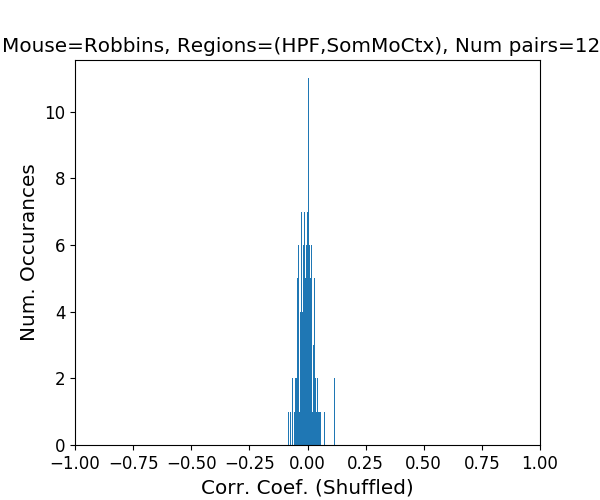 Mouse=Robbins, Regions=(HPF,SomMoCtx), Num pairs=12
10
8
6
4
2
0
Num. Occurances
−1.00 −0.75 −0.50 −0.25 0.00 0.25 0.50 0.75 1.00
Corr. Coef. (Shuffled)